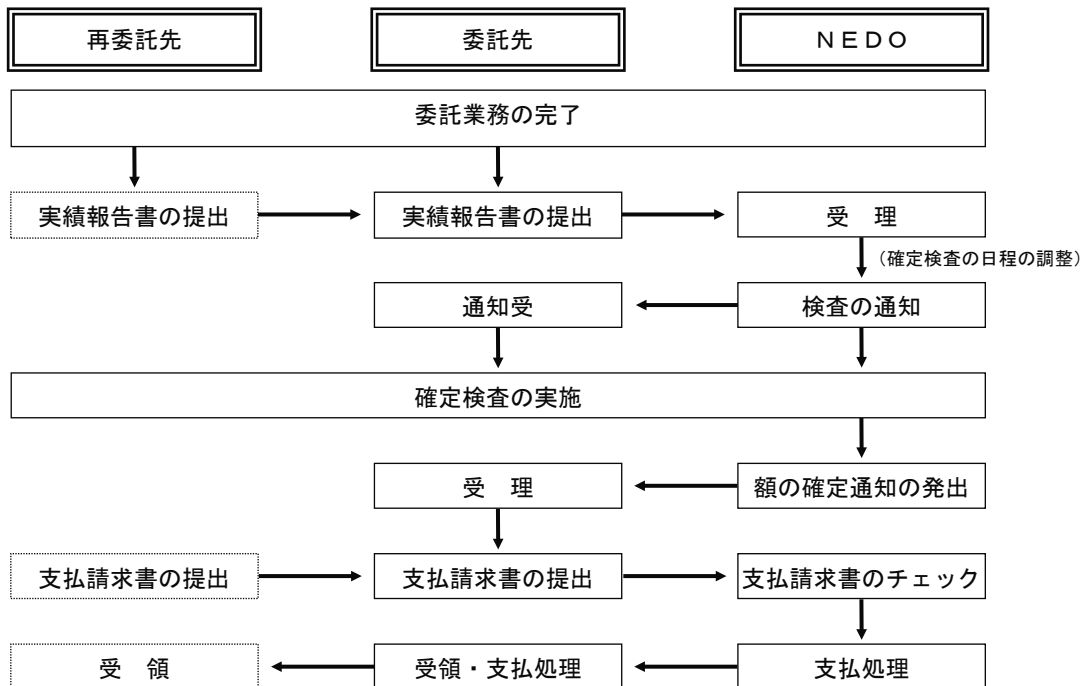 再委託先
委託先
ＮＥＤＯ
委託業務の完了
実績報告書の提出
実績報告書の提出
受　理
（確定検査の日程の調整）
通知受
検査の通知
確定検査の実施
受　理
額の確定通知の発出
支払請求書の提出
支払請求書の提出
支払請求書のチェック
受　領
受領・支払処理
支払処理